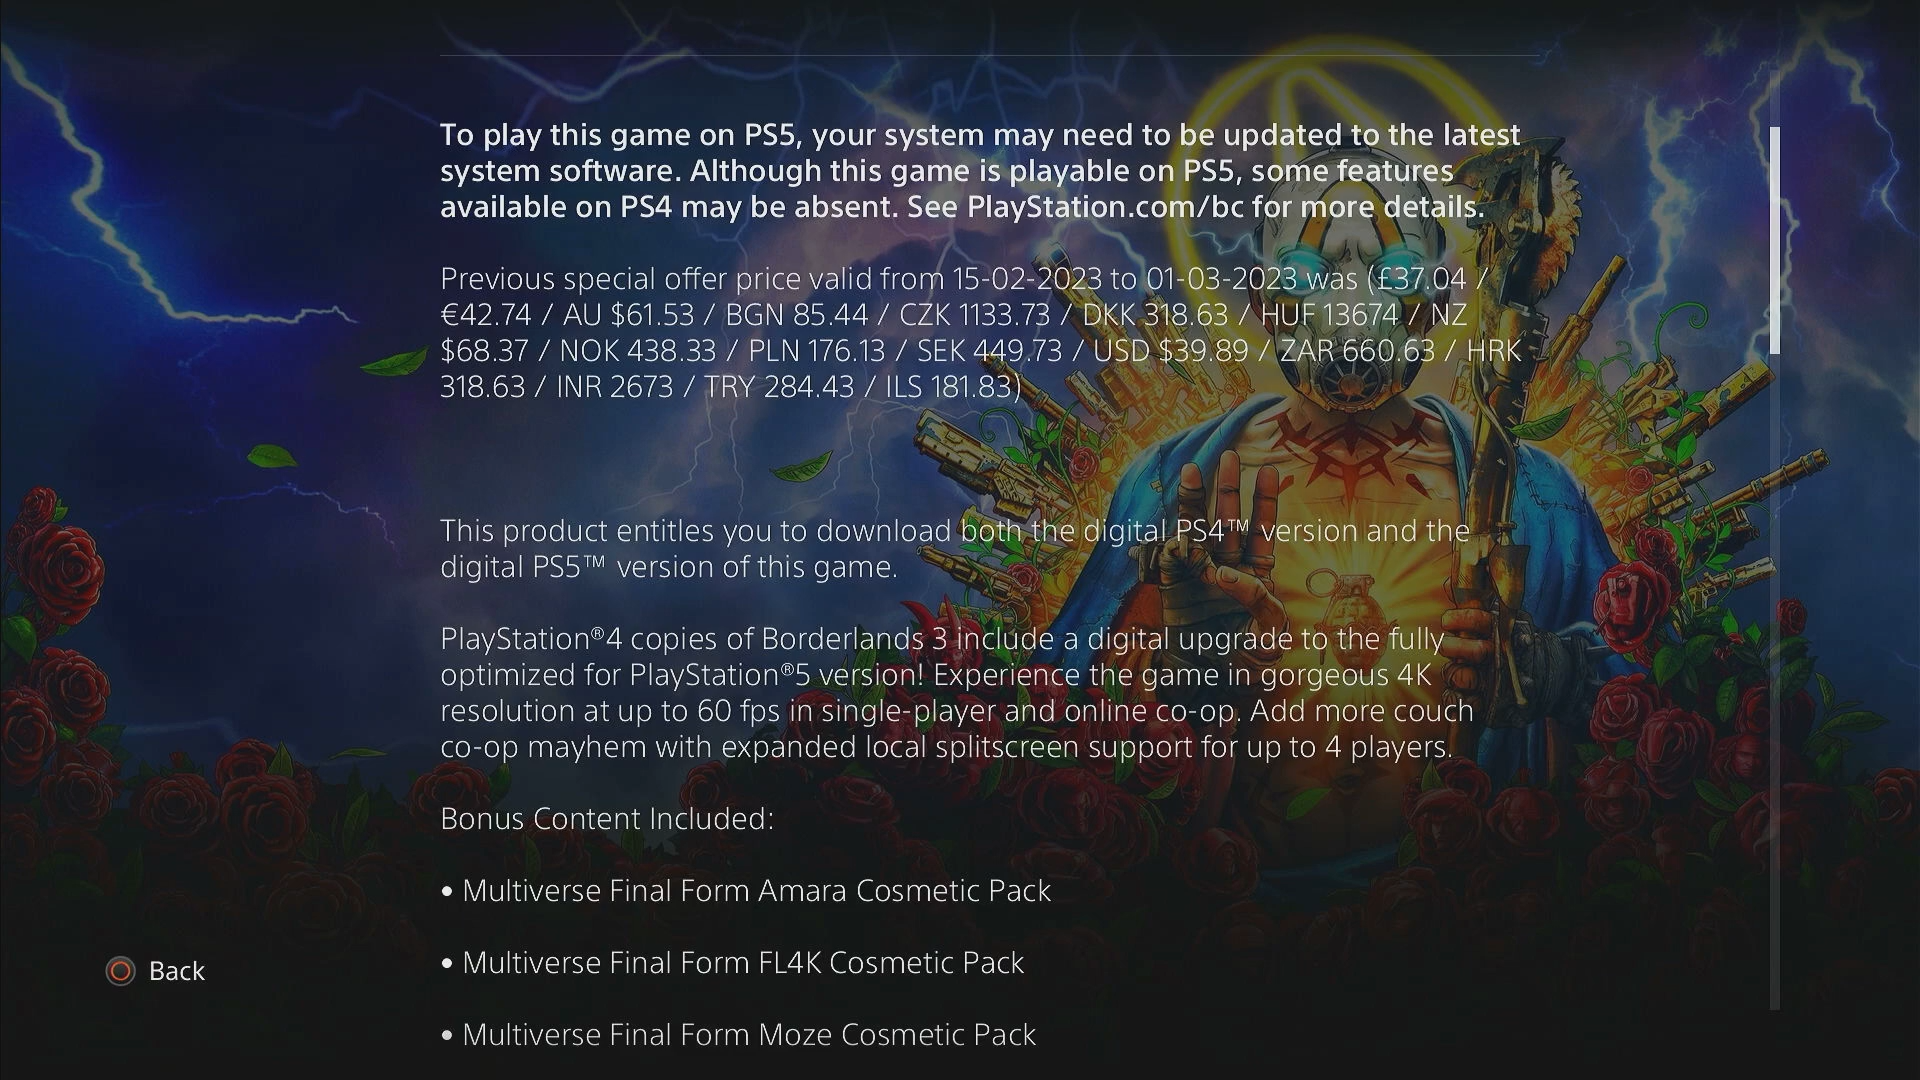 To play this game on PS5, your system may need to be updated to the latest
system software. Although this game is playable on PS5, some features
available on PS4 may be absent. See PlayStation.com/bc for more details.
Previous special offer price valid from 15-02-2023 to 01-03-2023 was (£37.04 /
€42.74 / AU $61.53 / BGN 85.44 / CZK 1133.73 / DKK 318.63 / HUF 13674 / NZ
$68.37 / NOK 438.33 / PLN 176.13 / SEK 449.73 / USD $39.89 / ZAR 660.63 / HRK
318.63 / INR 2673 / TRY 284.43 / ILS 181.83)
This product entitles you to download both the digital PS4™ version and the
digital PS5™ version of this game.
PlayStation®4 copies of Borderlands 3 include a digital upgrade to the fully
optimized for PlayStation®5 version! Experience the game in gorgeous 4K
resolution at up to 60 fps in single-player and online co-op. Add more couch
co-op mayhem with expanded local splitscreen support for up to 4 players.
Bonus Content Included:
• Multiverse Final Form Amara Cosmetic Pack
• Multiverse Final Form FL4K Cosmetic Pack
• Multiverse Final Form Moze Cosmetic Pack
Back